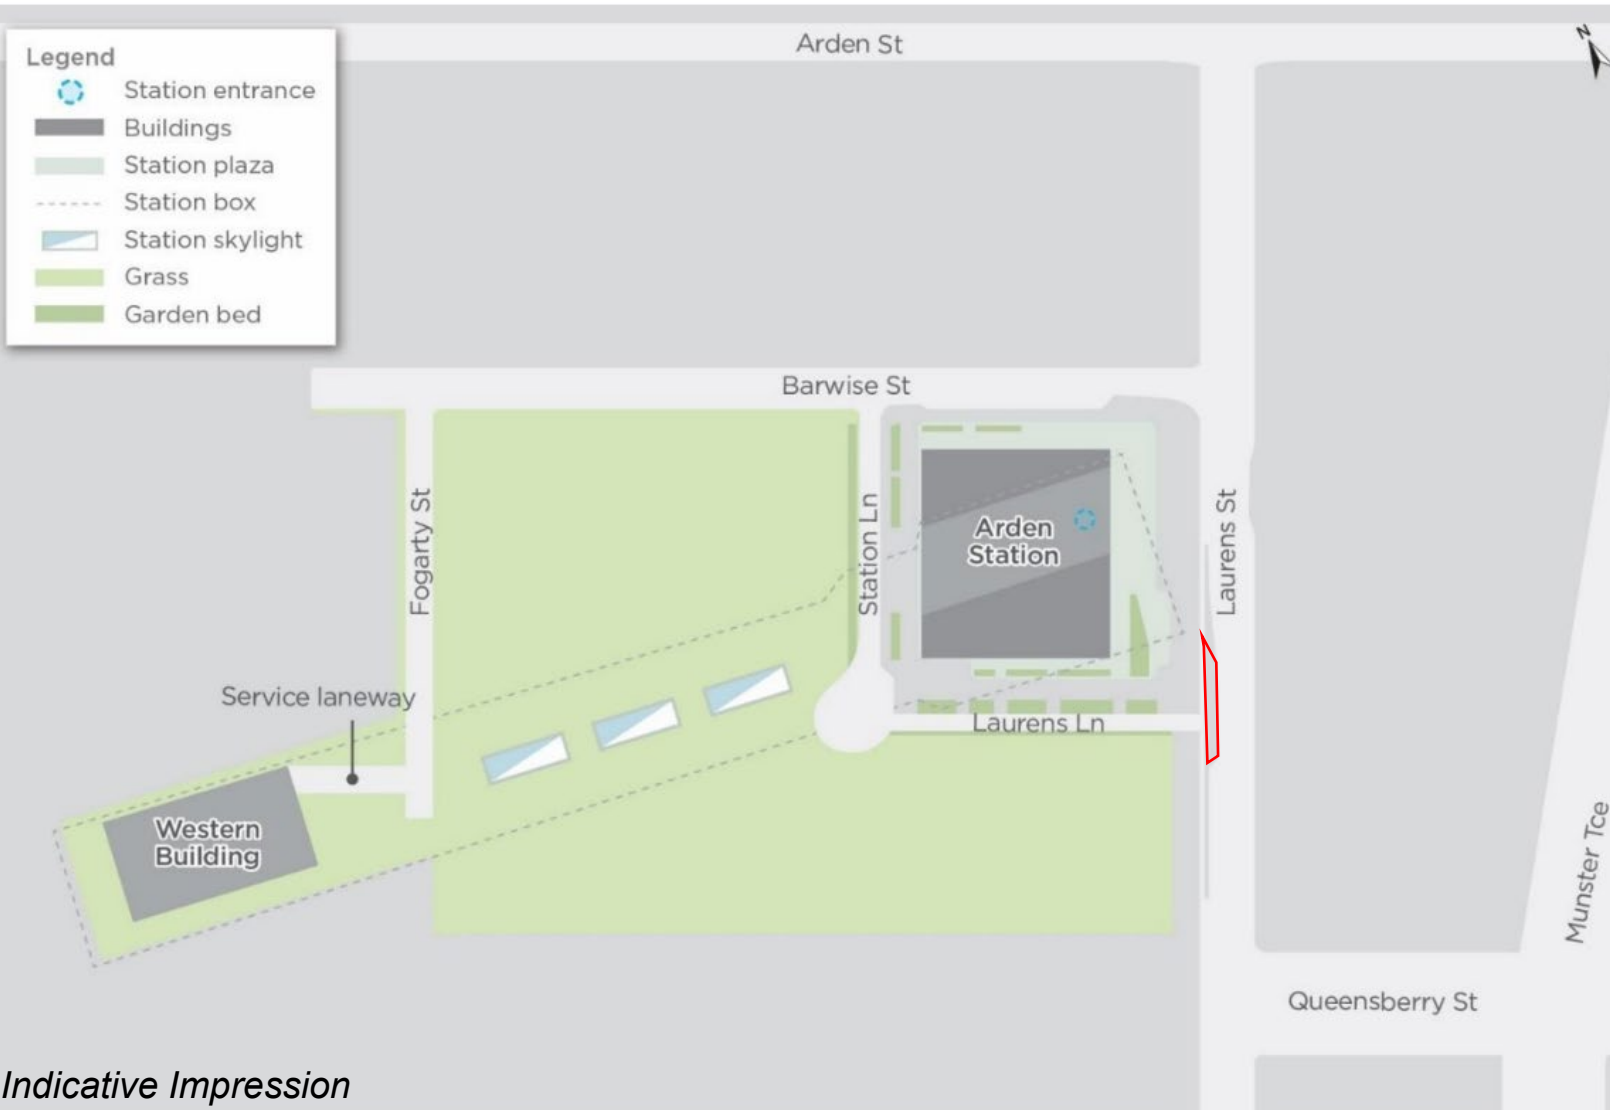 Arden St
N
Legend
Station entrance
Buildings
Station plaza
Station box
Station skylight
Grass
Garden bed
Barwise St
Fogarty St
Station Ln
Arden
Station
Laurens St
Service laneway
Laurens Ln
Western
Building
Munster Tce
Queensberry St
Indicative Impression